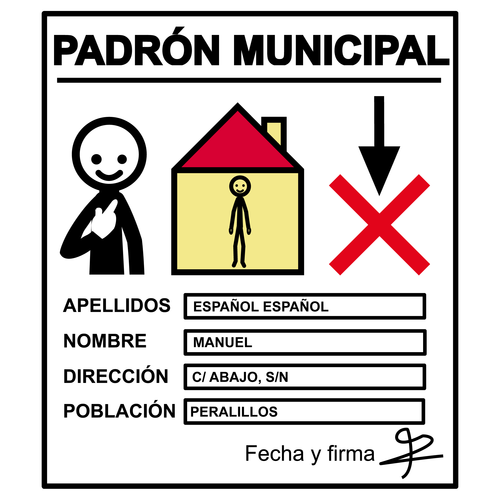 PADRÓN MUNICIPAL
APELLIDOS ESPAÑOL ESPAÑOL
NOMBRE MANUEL
DIRECCIÓN C/ ABAJO, S/N
POBLACIÓN PERALILLOS
Fecha y firma